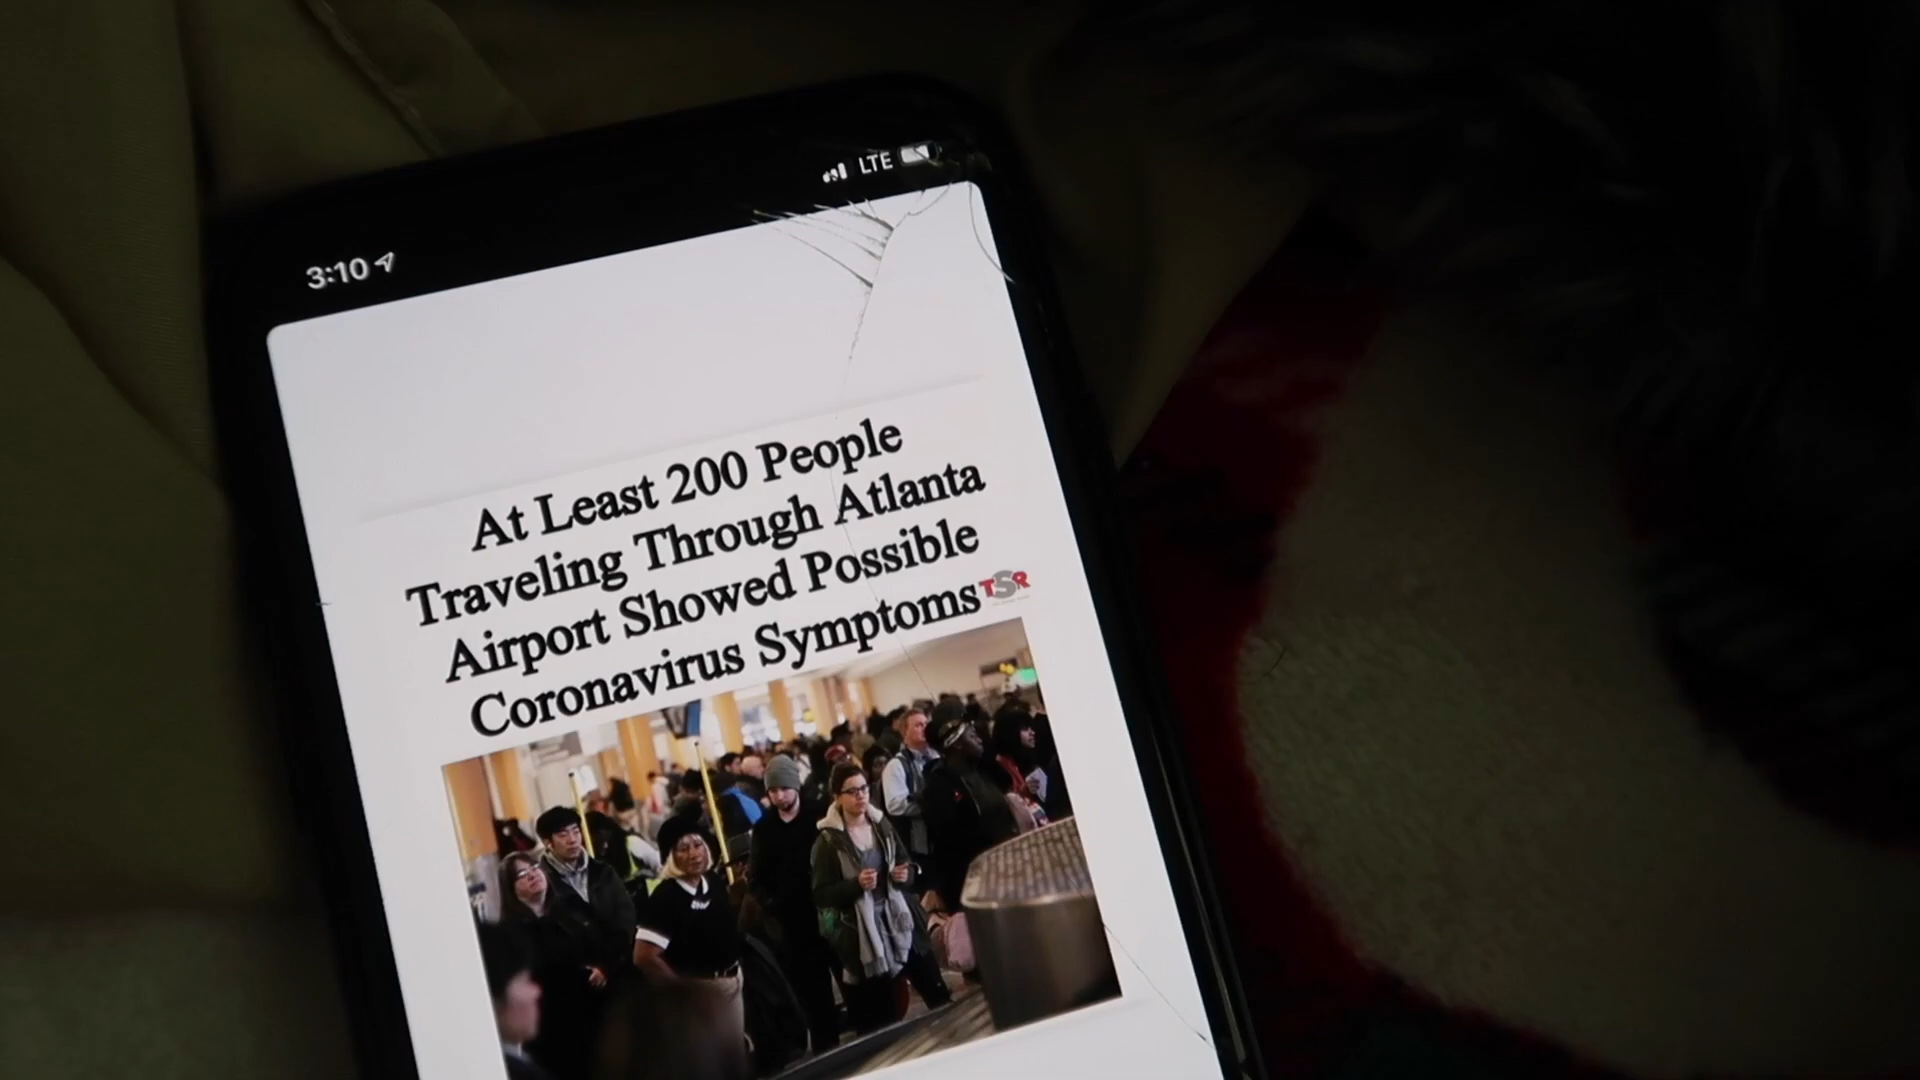 3:10
LTE
At Least 200 People
Traveling Through Atlanta
Airport Showed Possible
Coronavirus Symptoms
TSR